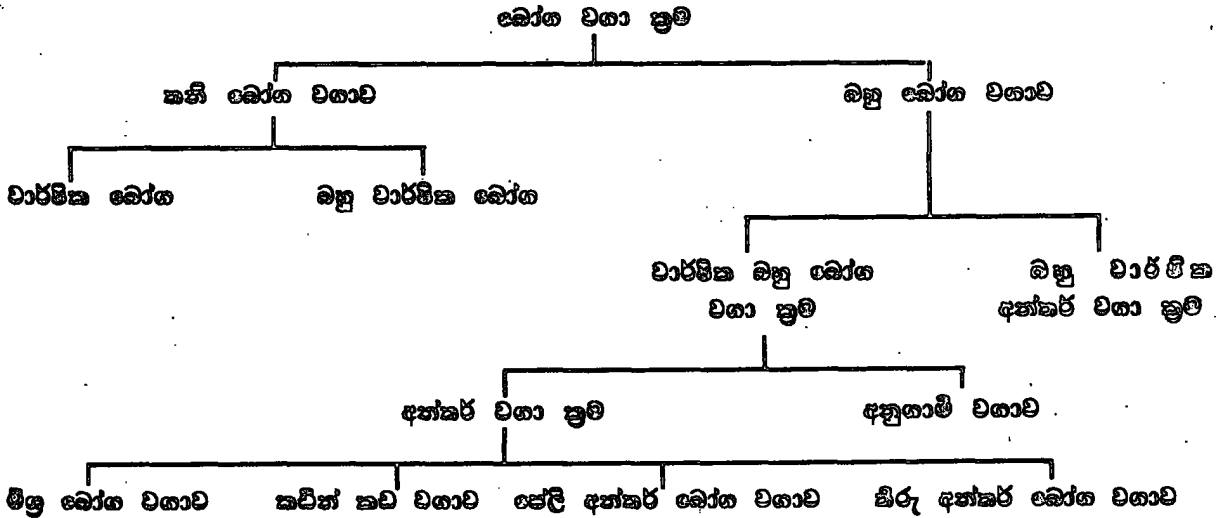 බෝග වගා ක්‍රම
තනි බෝග වගාව
බහු බෝග වගාව
වාර්ෂික බෝග
බහු වාර්ෂික බෝග
වාර්ෂික බහු බෝග
වගා ක්‍රම
බහු වාර්ෂික
අන්තර් වගා ක්‍රම
අන්තර් වගා ක්‍රම
අනුගාමි වගාව
මිශ්‍ර බෝග වගාව
කඩින් කඩ වගාව
පේලි අන්තර් බෝග වගාව
තීරු අන්තර් බෝග වගාව